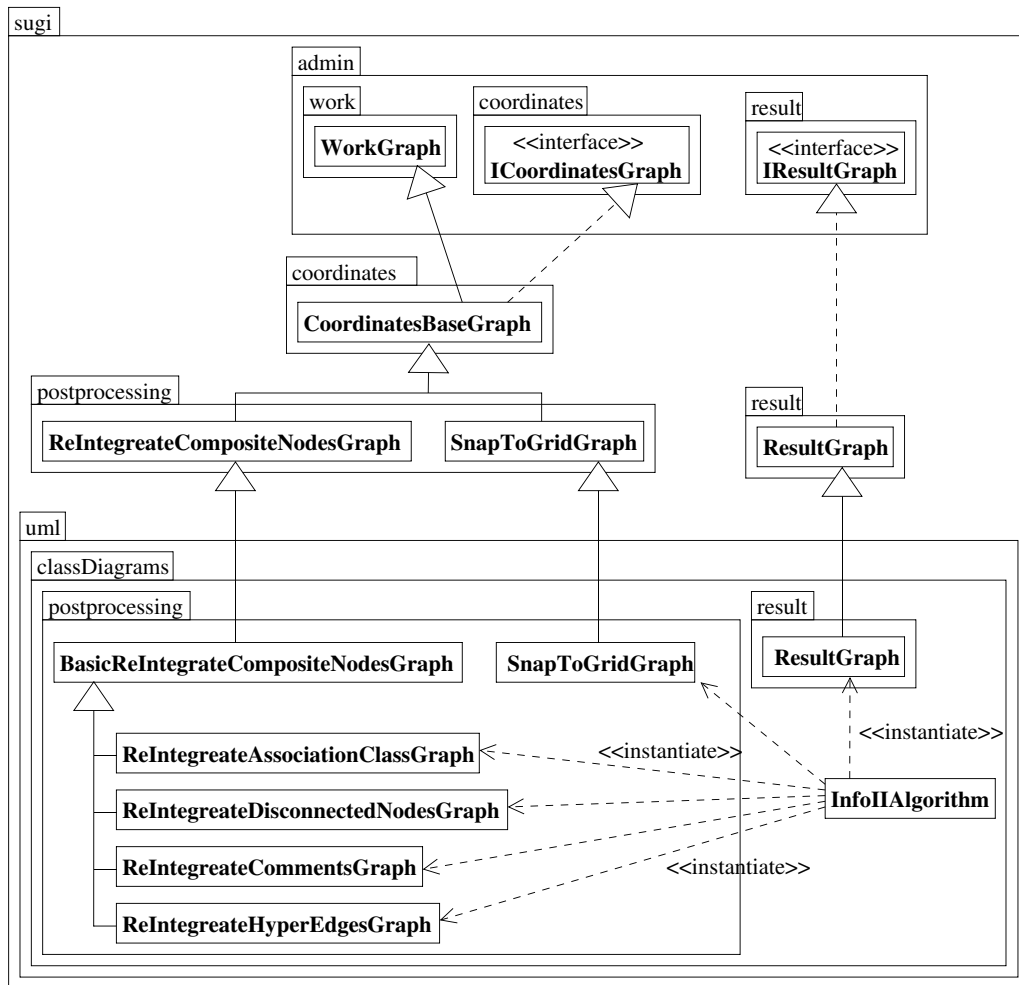 sugi
admin
work
coordinates
result
WorkGraph
<<interface>>
ICoordinatesGraph
<<interface>>
IResultGraph
coordinates
CoordinatesBaseGraph
postprocessing
ReIntegreateCompositeNodesGraph
SnapToGridGraph
result
ResultGraph
uml
classDiagrams
postprocessing
result
BasicReIntegrateCompositeNodesGraph
SnapToGridGraph
ResultGraph
<<instantiate>>
<<instantiate>>
ReIntegreateAssociationClassGraph
InfoIIAlgorithm
ReIntegreateDisconnectedNodesGraph
ReIntegreateCommentsGraph
<<instantiate>>
ReIntegreateHyperEdgesGraph